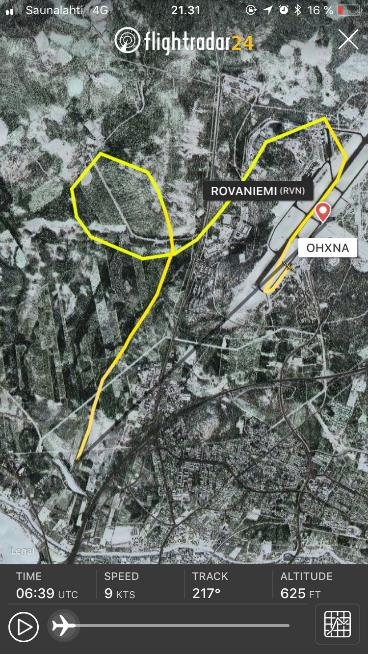 Saunalahti 4G 21.31 16 %
flightradar24
ROVANIEMI (RVN)
OHXNA
Legal
TIME SPEED TRACK ALTITUDE
06:39 UTC 9 KTS 217° 625 FT